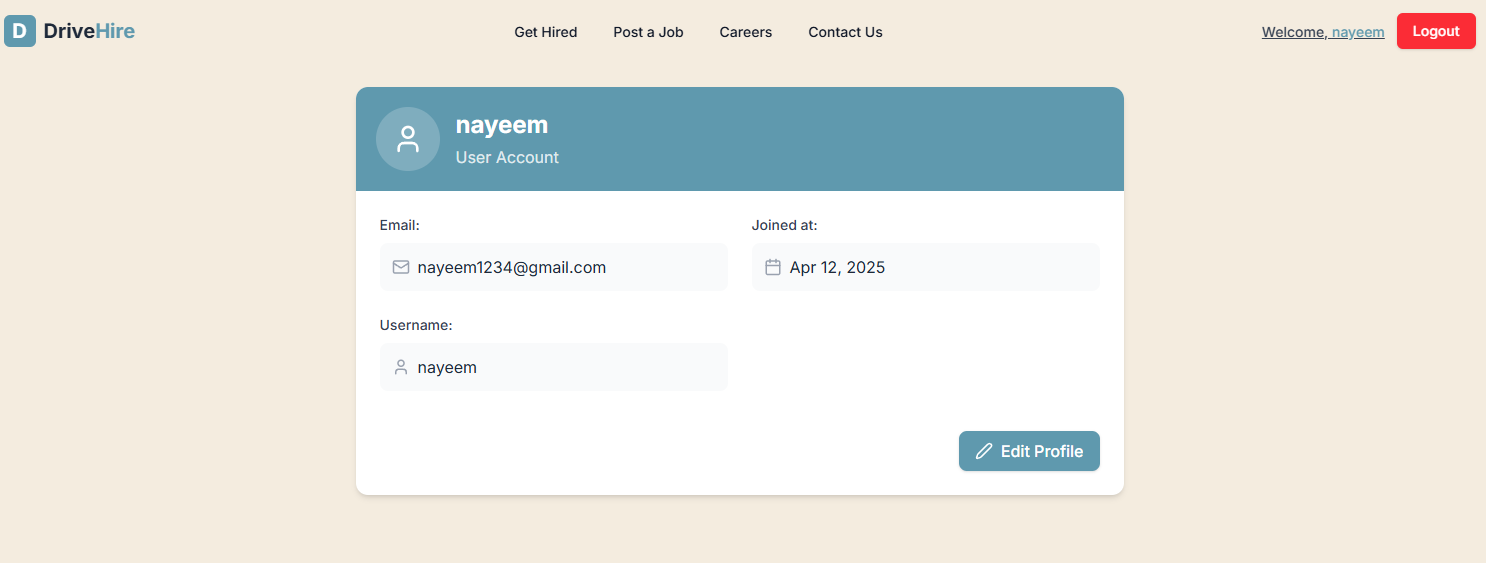 D DriveHire
Get Hired Post a Job Careers Contact Us
Welcome, nayeem Logout
nayeem
User Account
Email: Joined at:
nayeem1234@gmail.com Apr 12, 2025
Username:
nayeem
Edit Profile